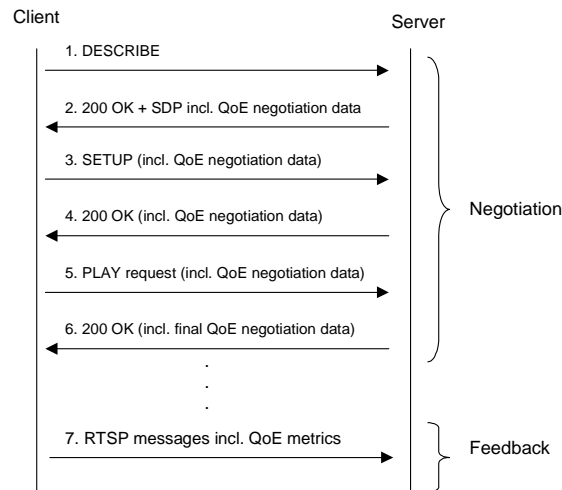 Client
Server
1. DESCRIBE
2. 200 OK + SDP incl. QoE negotiation data
3. SETUP (incl. QoE negotiation data)
4. 200 OK (incl. QoE negotiation data)
Negotiation
5. PLAY request (incl. QoE negotiation data)
6. 200 OK (incl. final QoE negotiation data)
.
.
.
7. RTSP messages incl. QoE metrics
Feedback